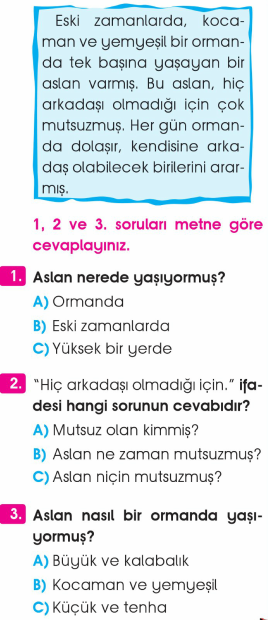 Eski zamanlarda, koca-
man ve yemyeşil bir orman-
da tek başına yaşayan bir
aslan varmış. Bu aslan, hiç
arkadaşı olmadığı için çok
mutsuzmuş. Her gün orman-
da dolaşır, kendisine arka-
daş olabilecek birilerini arar-
mış.
1, 2 ve 3. soruları metne göre
cevaplayınız.
1. Aslan nerede yaşıyormuş?
A) Ormanda
B) Eski zamanlarda
C) Yüksek bir yerde
2. “Hiç arkadaşı olmadığı için.” ifa-
desi hangi sorunun cevabıdır?
A) Mutsuz olan kimmiş?
B) Aslan ne zaman mutsuzmuş?
C) Aslan niçin mutsuzmuş?
3. Aslan nasıl bir ormanda yaşı-
yormuş?
A) Büyük ve kalabalık
B) Kocaman ve yemyeşil
C) Küçük ve tenha